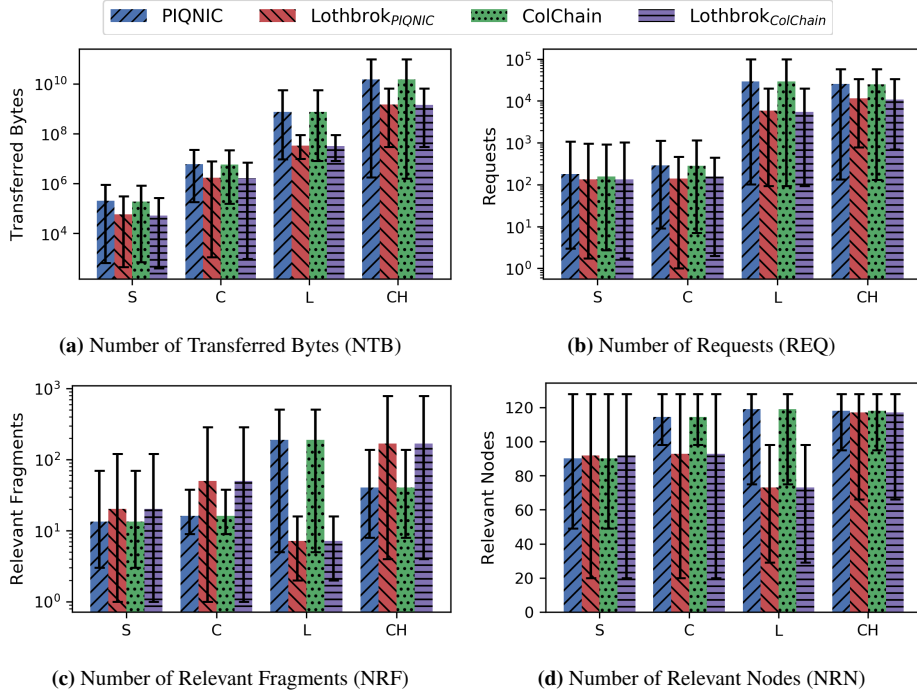 PIQNIC Lothbrok_PIQNIC ColChain Lothbrok_ColChain
Transferred Bytes
10^10
10^8
10^6
10^4
S C L CH
(a) Number of Transferred Bytes (NTB)
Requests
10^5
10^4
10^3
10^2
10^1
10^0
S C L CH
(b) Number of Requests (REQ)
Relevant Fragments
10^3
10^2
10^1
10^0
S C L CH
(c) Number of Relevant Fragments (NRF)
Relevant Nodes
120
100
80
60
40
20
0
S C L CH
(d) Number of Relevant Nodes (NRN)